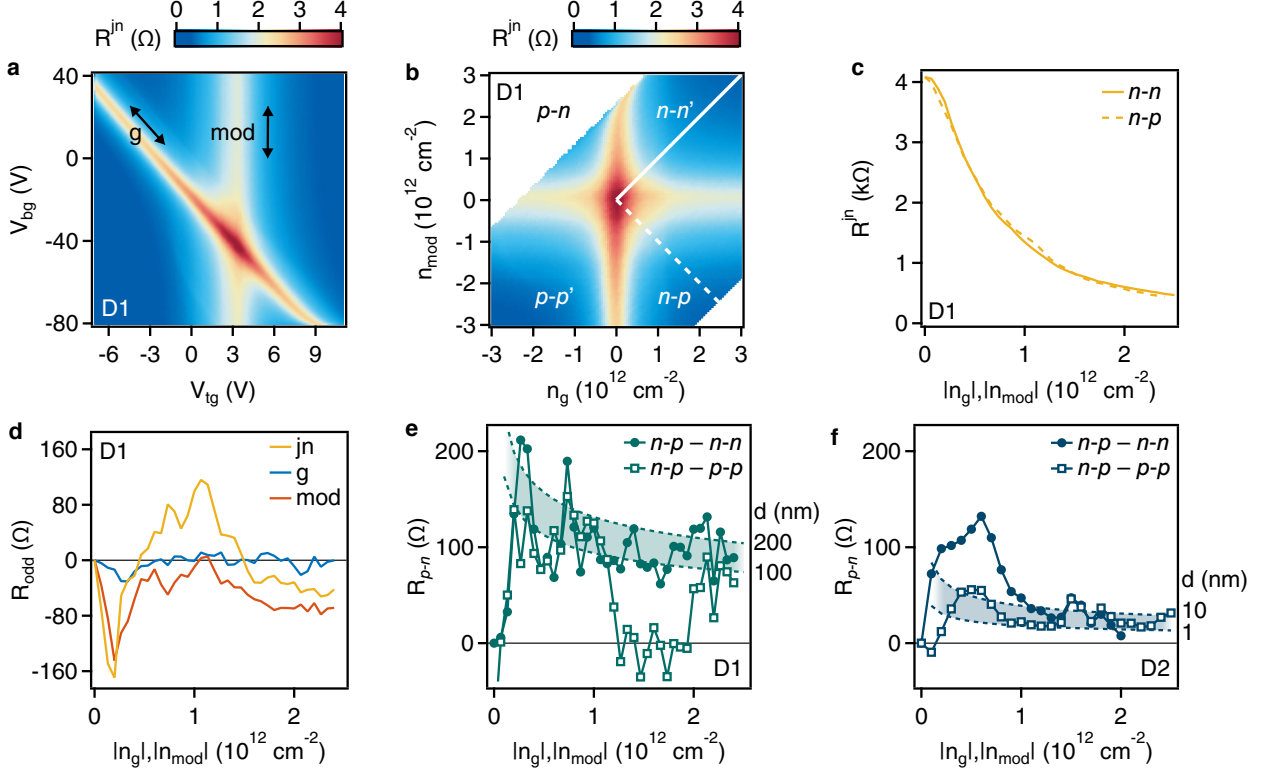 0 1 2 3 4
R^jn (Ω)
0 1 2 3 4
R^jn (Ω)
a
40
0
-40
-80
V_bg (V)
g
mod
D1
-6 -3 0 3 6 9
V_tg (V)
b
3
2
1
0
-1
-2
-3
n_mod (10^12 cm^-2)
D1
p-n
n-n'
p-p'
n-p
-3 -2 -1 0 1 2 3
n_g (10^12 cm^-2)
c
4
3
2
1
0
R^jn (kΩ)
n-n
n-p
D1
0 1 2
|n_g|,|n_mod| (10^12 cm^-2)
d
160
80
0
-80
-160
R_odd (Ω)
D1
jn
g
mod
0 1 2
|n_g|,|n_mod| (10^12 cm^-2)
e
200
100
0
R_p-n (Ω)
n-p – n-n
n-p – p-p
d (nm)
200
100
D1
0 1 2
|n_g|,|n_mod| (10^12 cm^-2)
f
200
100
0
R_p-n (Ω)
n-p – n-n
n-p – p-p
d (nm)
10
1
D2
0 1 2
|n_g|,|n_mod| (10^12 cm^-2)